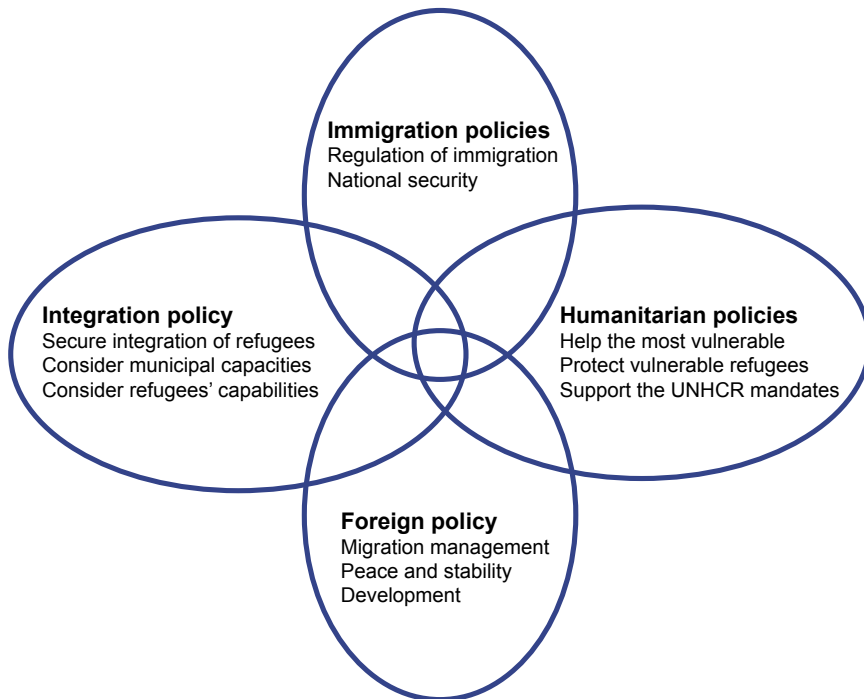 Immigration policies
Regulation of immigration
National security
Integration policy
Secure integration of refugees
Consider municipal capacities
Consider refugees’ capabilities
Humanitarian policies
Help the most vulnerable
Protect vulnerable refugees
Support the UNHCR mandates
Foreign policy
Migration management
Peace and stability
Development